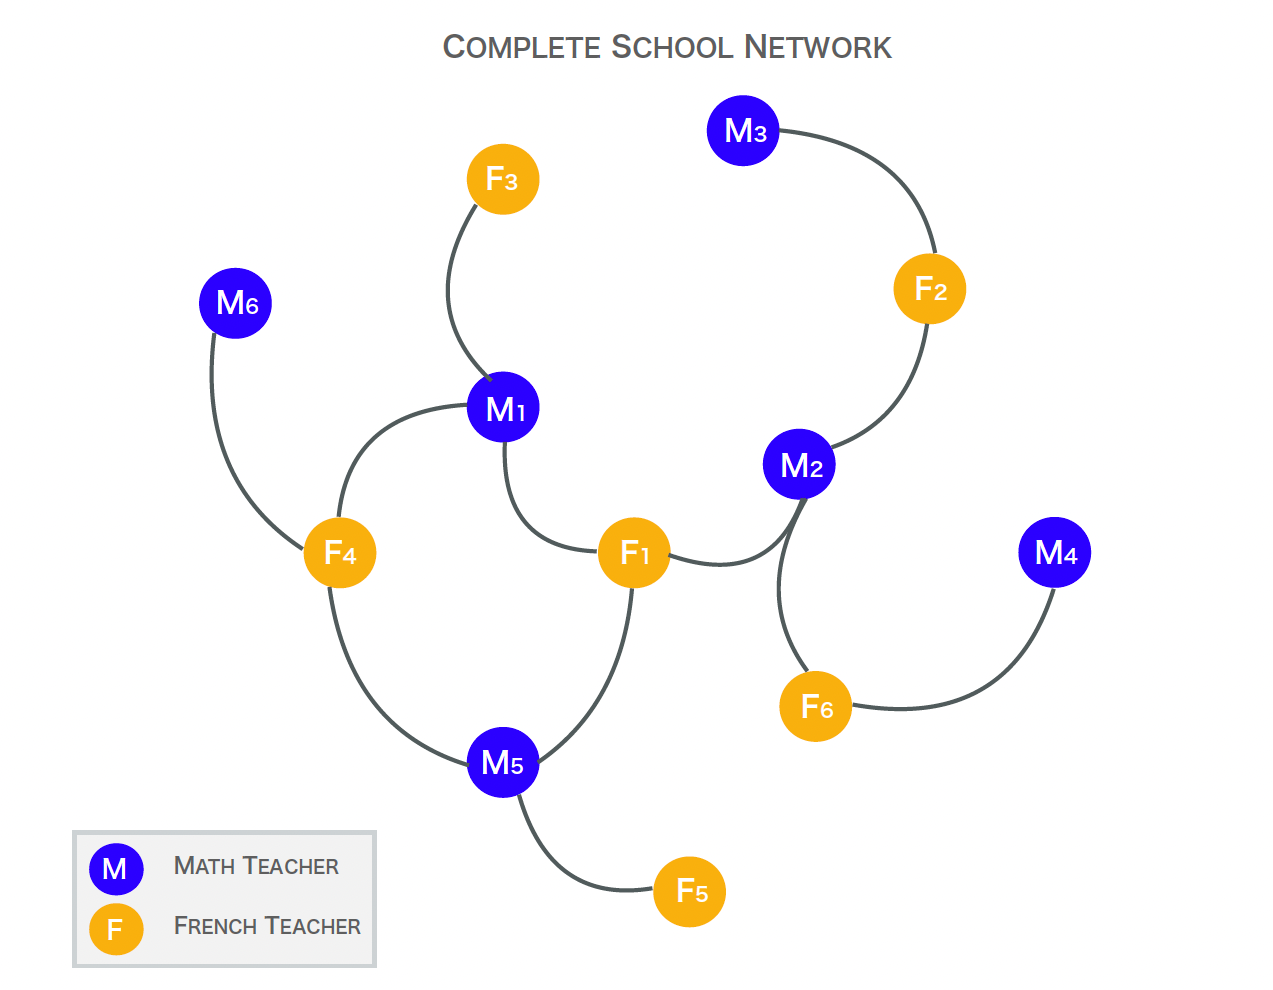 COMPLETE SCHOOL NETWORK
M3
F3
F2
M6
M1
M2
F4
F1
M4
F6
M5
F5
M MATH TEACHER
F FRENCH TEACHER